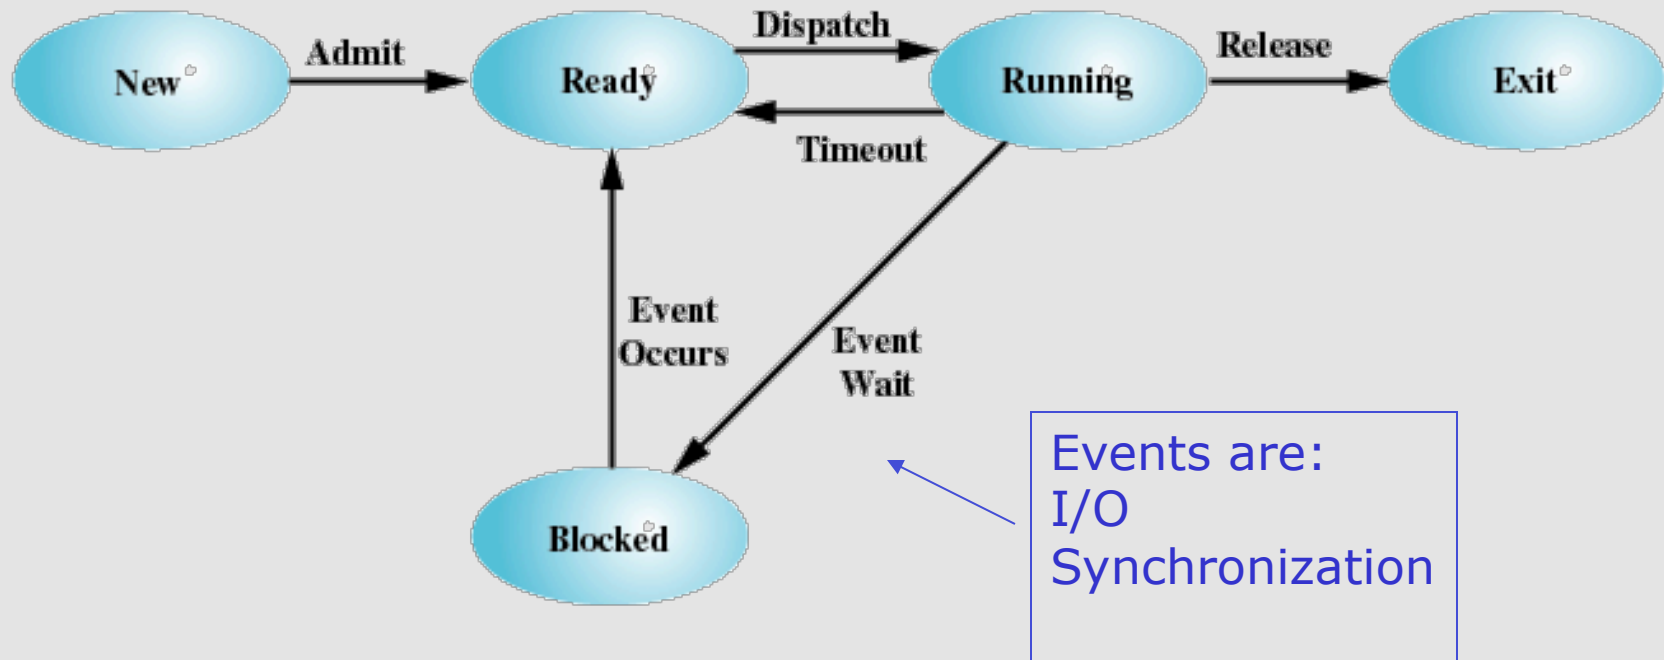 Dispatch
Admit
Release
New
Ready
Running
Exit
Timeout
Event
Occurs
Event
Wait
Blocked
Events are:
I/O
Synchronization